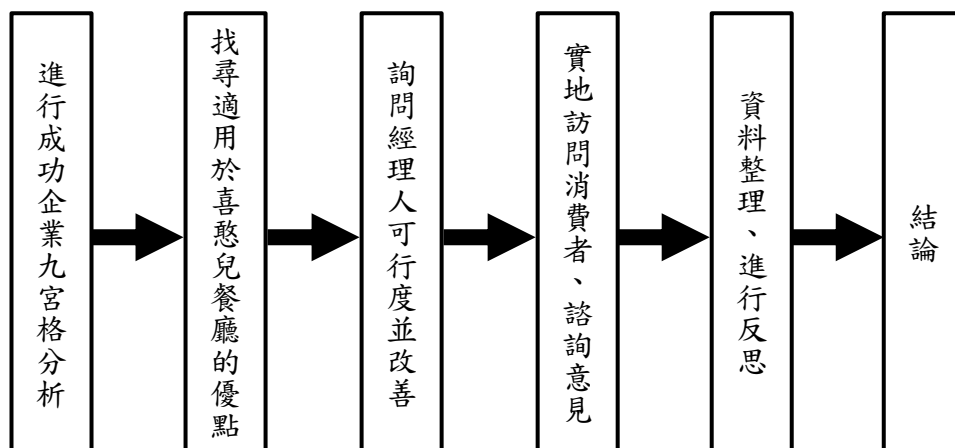 進行成功企業九宮格分析
找尋適用於喜憨兒餐廳的優點
詢問經理人可行度並改善
實地訪問消費者、諮詢意見
資料整理、進行反思
結論